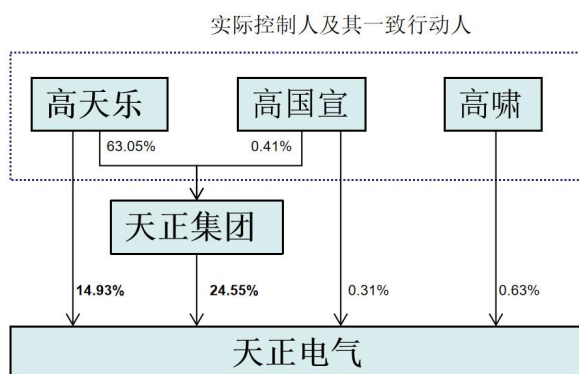 实际控制人及其一致行动人
高天乐
高国宣
高啸
63.05%
0.41%
天正集团
14.93%
24.55%
0.31%
0.63%
天正电气